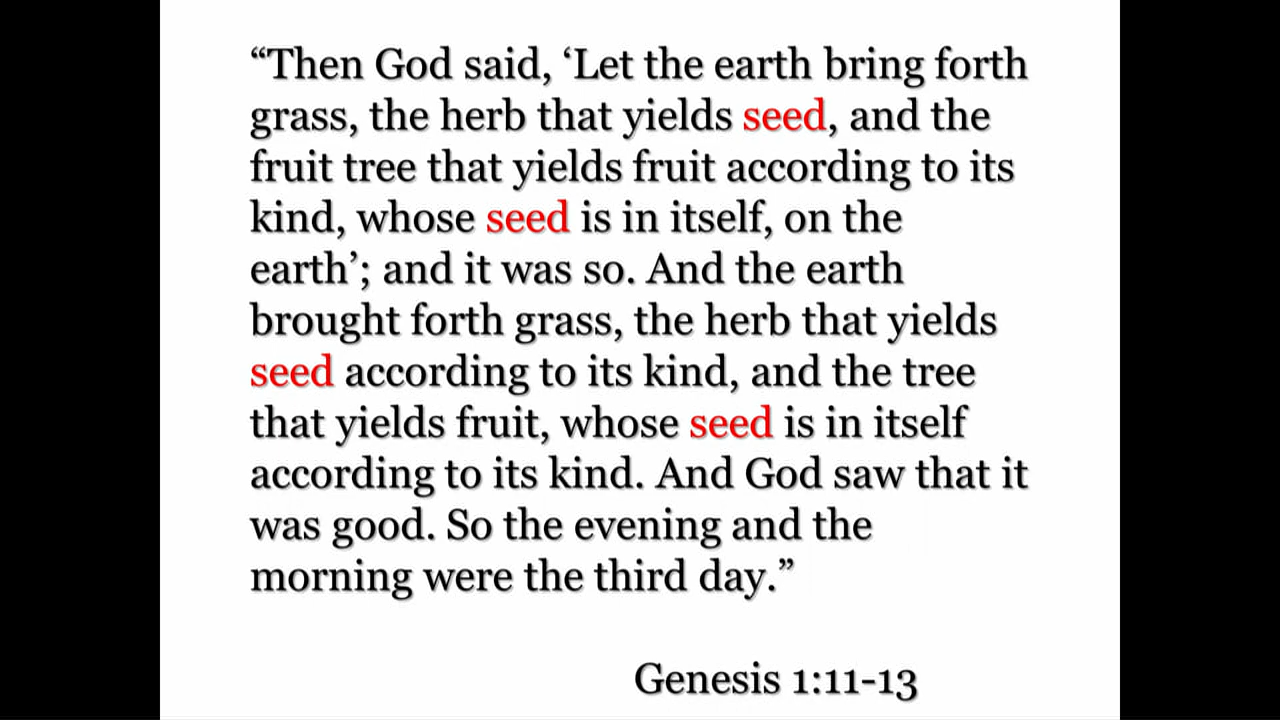 “Then God said, ‘Let the earth bring forth
grass, the herb that yields seed, and the
fruit tree that yields fruit according to its
kind, whose seed is in itself, on the
earth’; and it was so. And the earth
brought forth grass, the herb that yields
seed according to its kind, and the tree
that yields fruit, whose seed is in itself
according to its kind. And God saw that it
was good. So the evening and the
morning were the third day.”
Genesis 1:11-13